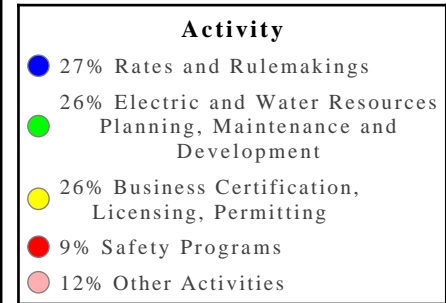 Activity
27% Rates and Rulemakings
26% Electric and Water Resources
Planning, Maintenance and
Development
26% Business Certification,
Licensing, Permitting
9% Safety Programs
12% Other Activities